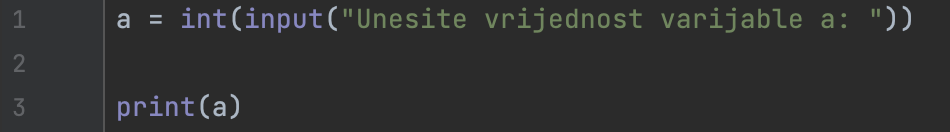 1 a = int(input("Unesite vrijednost varijable a: "))
2
3 print(a)